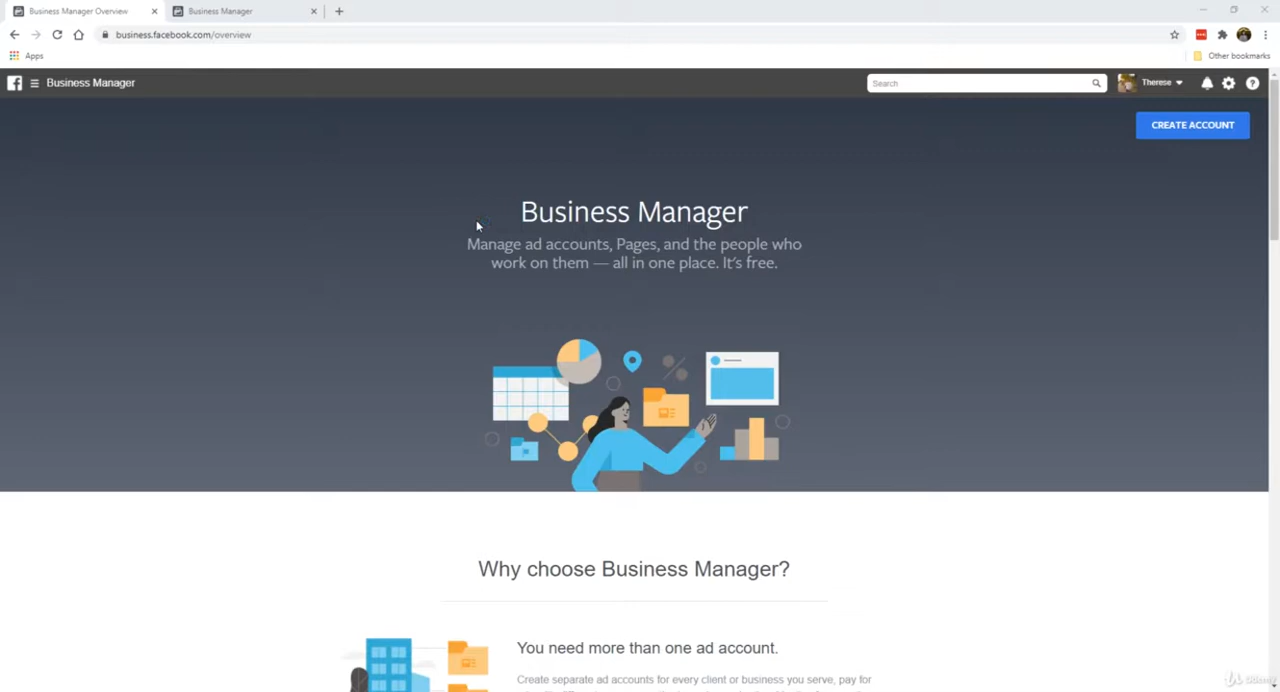 Business Manager Overview
Business Manager
business.facebook.com/overview
Apps
Other bookmarks
Business Manager
Search
Therese
CREATE ACCOUNT
Business Manager
Manage ad accounts, Pages, and the people who
work on them — all in one place. It's free.
Why choose Business Manager?
You need more than one ad account.
Create separate ad accounts for every client or business you serve, pay for
Udemy